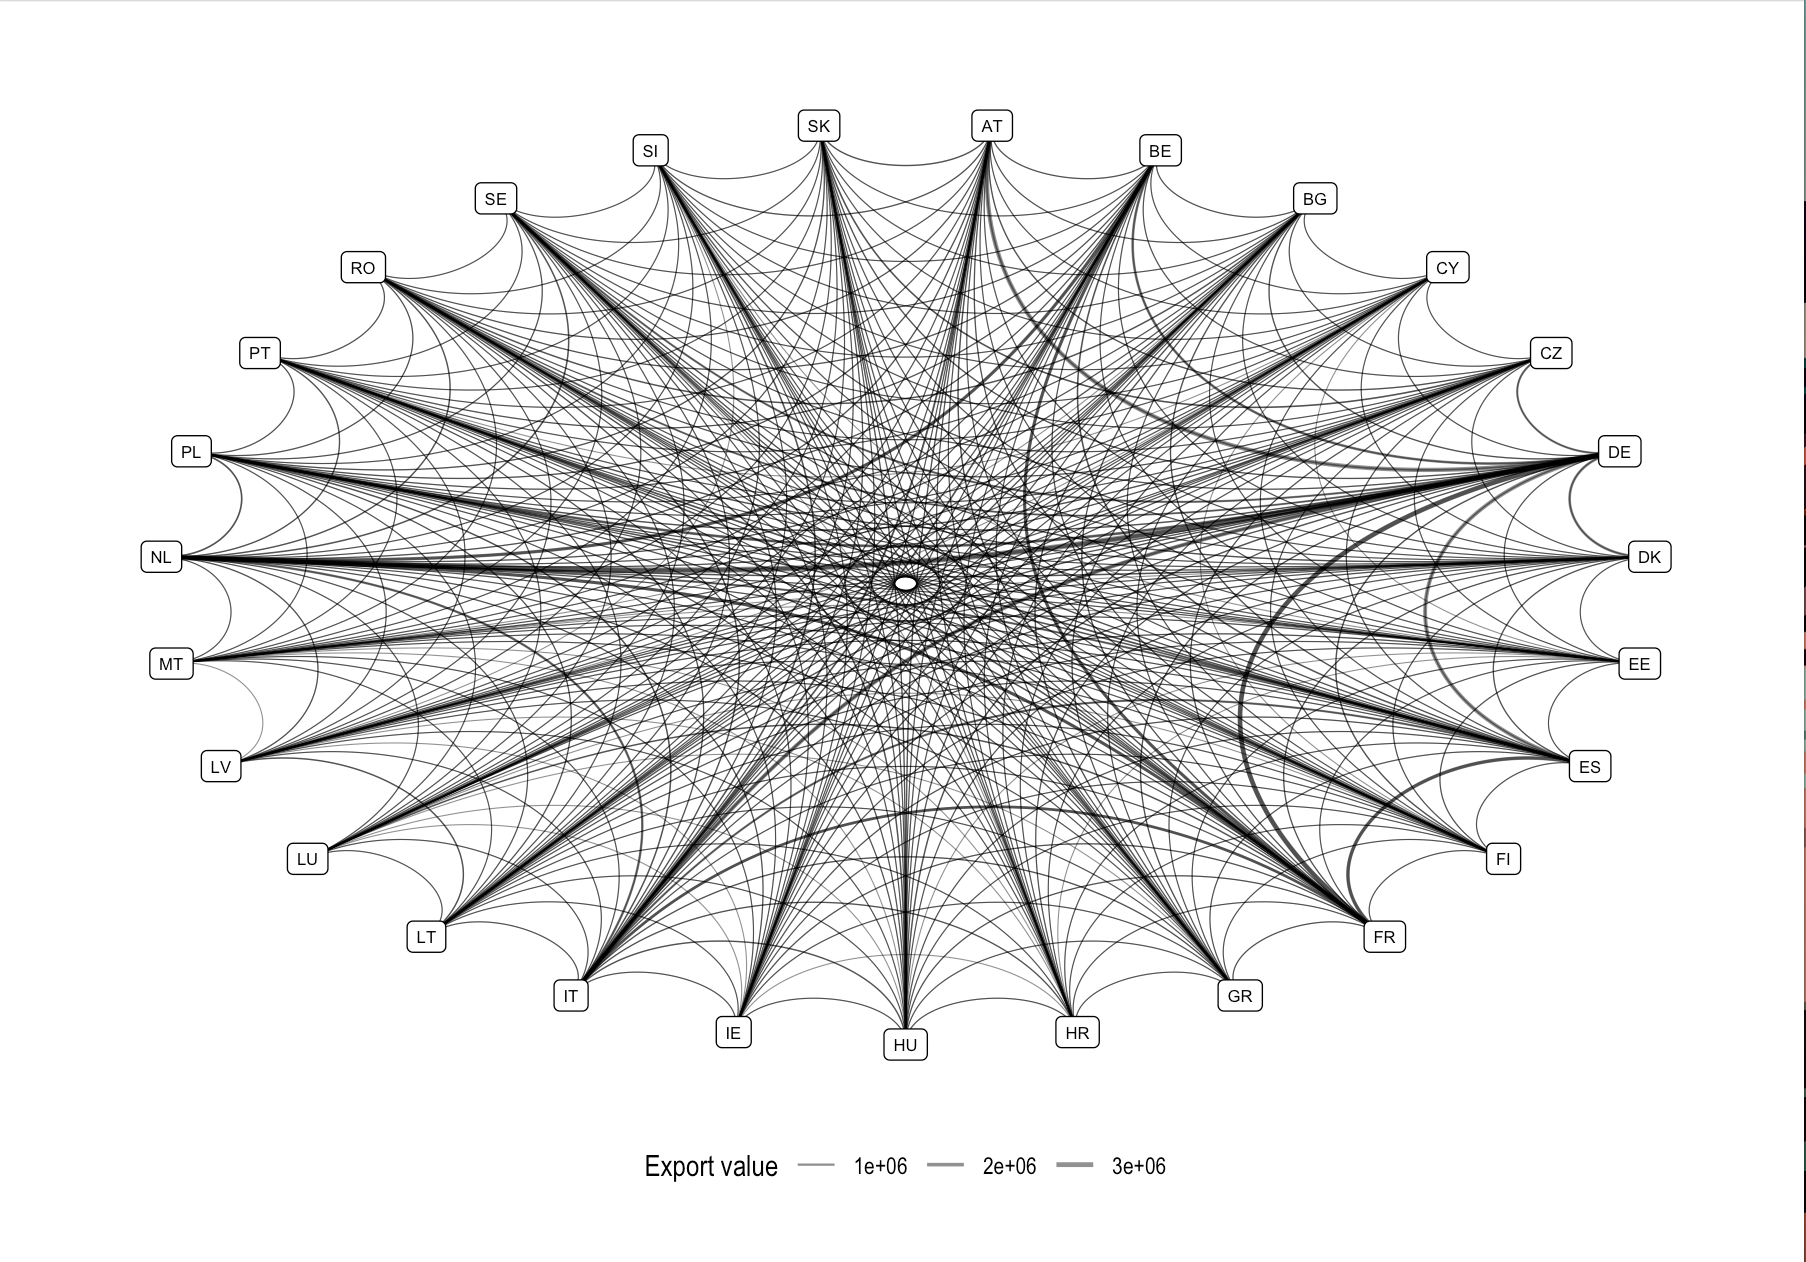 SK
AT
SI
BE
SE
BG
RO
CY
PT
CZ
PL
DE
NL
DK
MT
EE
LV
ES
LU
FI
LT
FR
IT
GR
IE
HR
HU
Export value 1e+06 2e+06 3e+06